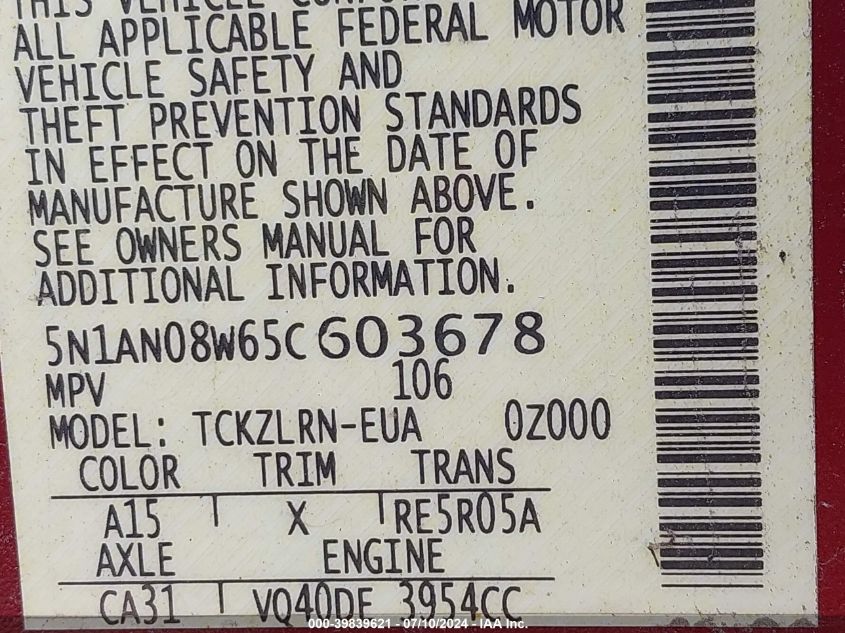 THIS VEHICLE
ALL APPLICABLE FEDERAL MOTOR
VEHICLE SAFETY AND
THEFT PREVENTION STANDARDS
IN EFFECT ON THE DATE OF
MANUFACTURE SHOWN ABOVE.
SEE OWNERS MANUAL FOR
ADDITIONAL INFORMATION.
5N1AN08W65C603678
MPV 106
MODEL: TCKZLRN-EUA 0Z000
COLOR TRIM TRANS
A15 X RE5R05A
AXLE ENGINE
CA31 VQ40DE 3954CC
000-39839621 - 07/10/2024 - IAA Inc.